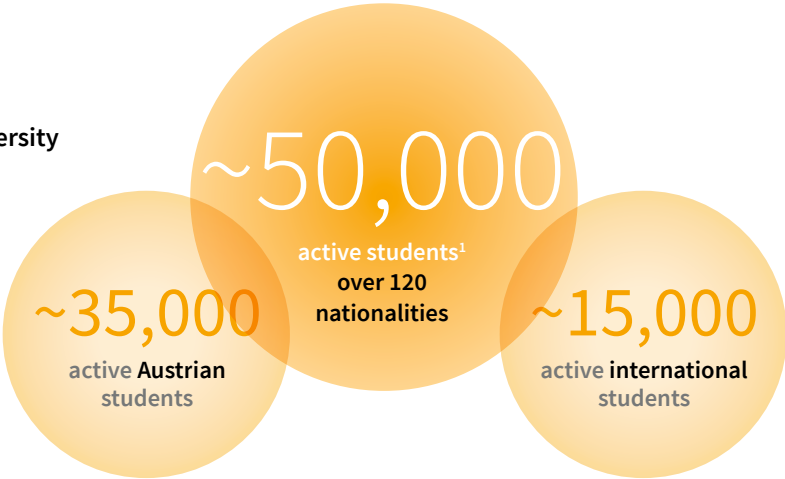 ersity
~50,000
active students¹
over 120
nationalities
~35,000
active Austrian
students
~15,000
active international
students